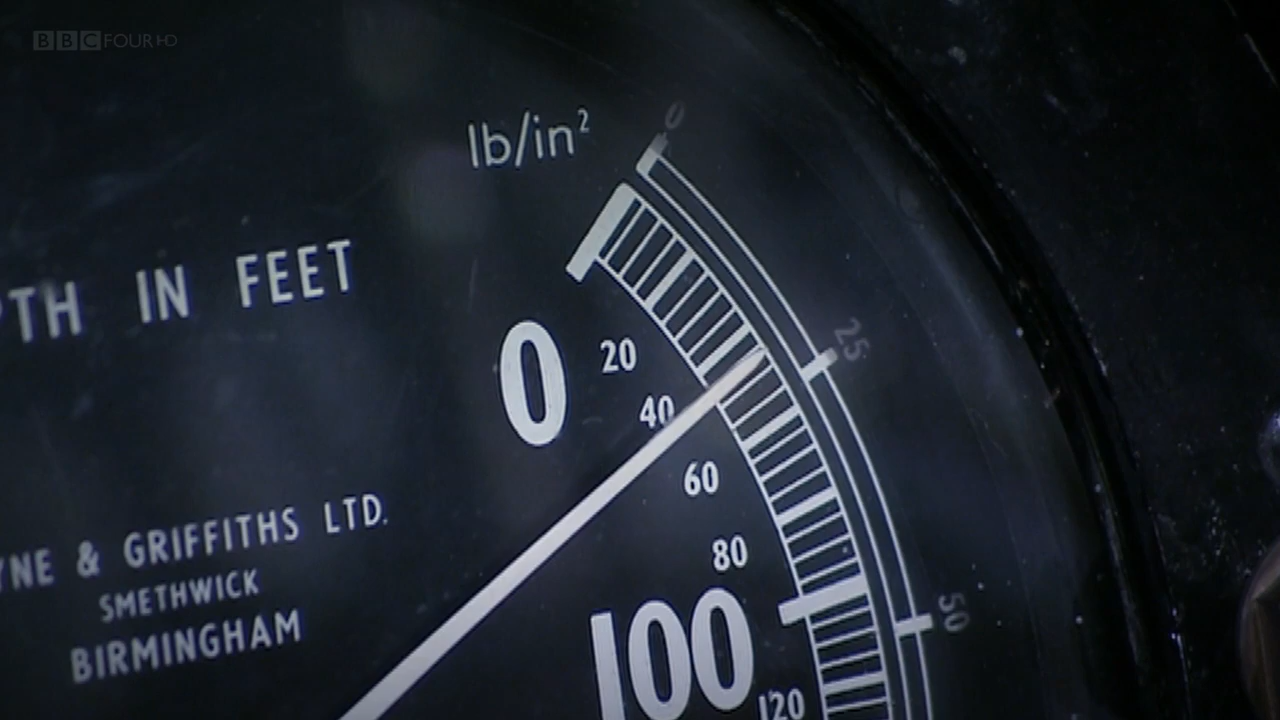 BBC FOUR HD
lb/in²
0
25
50
PTH IN FEET
0
20
40
60
80
100
120
YNE & GRIFFITHS LTD.
SMETHWICK
BIRMINGHAM